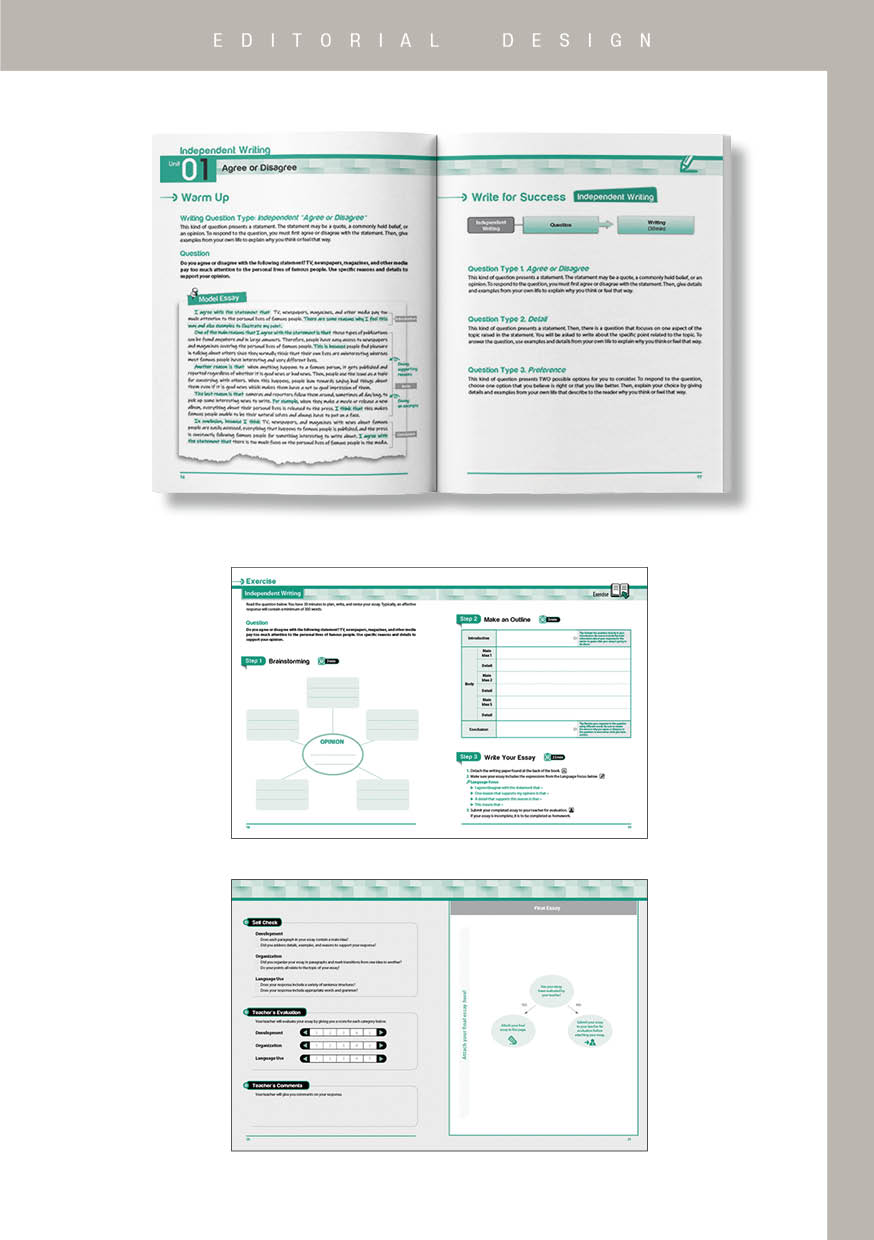 EDITORIAL DESIGN
Independent Writing
Unit 01 Agree or Disagree
Warm Up
Writing Question Type: Independent "Agree or Disagree"
This kind of question presents a statement. The statement may be a quote, a commonly held belief, or
an opinion. To respond to the question, you must first agree or disagree with the statement. Then, give
examples from your own life to explain why you think or feel that way.
Question
Do you agree or disagree with the following statement? TV, newspapers, magazines, and other media
pay too much attention to the personal lives of famous people. Use specific reasons and details to
support your opinion.
Model Essay
I agree with the statement that TV, newspapers, magazines, and other media pay too
much attention to the personal lives of famous people. There are some reasons why I feel this
way and also examples to illustrate my point.
One of the main reasons that I agree with the statement is that these types of publications
can be found anywhere and in large amounts. Therefore, people have easy access to newspapers
and magazines covering the personal lives of famous people. This is because people find pleasure
in talking about others since they normally think that their own lives are uninteresting whereas
most famous people have interesting and very different lives.
Another reason is that when anything happens to a famous person, it gets published and
reported regardless of whether it is good news or bad news. Then, people use the issue as a topic
for conversing with others. When this happens, people lean towards saying bad things about
them even if it is good news which makes them have a not so good impression of them.
The last reason is that cameras and reporters follow them around, sometimes all day long, to
pick up some interesting news to write. For example, when they make a movie or release a new
album, everything about their personal lives is released to the press. I think that this makes
famous people unable to be their natural selves and always have to put on a face.
In conclusion, because I think TV, newspapers, and magazines with news about famous
people are easily accessed, everything that happens to famous people is published, and the press
is constantly following famous people for something interesting to write about, I agree with
the statement that there is too much focus on the personal lives of famous people in the media.
Introduction
Giving
supporting
reasons
Body
Giving
an example
Conclusion
16
Write for Success Independent Writing
Independent
Writing
Question
Writing
(30min)
Question Type 1. Agree or Disagree
This kind of question presents a statement. The statement may be a quote, a commonly held belief, or an
opinion. To respond to the question, you must first agree or disagree with the statement. Then, give details
and examples from your own life to explain why you think or feel that way.
Question Type 2. Detail
This kind of question presents a statement. Then, there is a question that focuses on one aspect of the
topic raised in the statement. You will be asked to write about the specific point related to the topic. To
answer the question, use examples and details from your own life to explain why you think or feel that way.
Question Type 3. Preference
This kind of question presents TWO possible options for you to consider. To respond to the question,
choose one option that you believe is right or that you like better. Then, explain your choice by giving
details and examples from your own life that describe to the reader why you think or feel that way.
17
Exercise
Independent Writing
Read the question below. You have 30 minutes to plan, write, and revise your essay. Typically, an effective
response will contain a minimum of 300 words.
Question
Do you agree or disagree with the following statement? TV, newspapers, magazines, and other media
pay too much attention to the personal lives of famous people. Use specific reasons and details to
support your opinion.
Step 1 Brainstorming
OPINION
18
Exercise
Step 2 Make an Outline
Introduction
Body
Main
Idea 1
Detail
Main
Idea 2
Detail
Main
Idea 3
Detail
Conclusion
Step 3 Write Your Essay
1. Detach the writing paper found at the back of the book.
2. Make sure your essay includes the expressions from the Language Focus below.
Language Focus
I agree/disagree with the statement that ~
One reason that supports my opinion is that ~
A detail that supports this reason is that ~
This means that ~
3. Submit your completed essay to your teacher for evaluation.
If your essay is incomplete, it is to be completed as homework.
19
Self Check
Development
Does each paragraph in your essay contain a main idea?
Did you address details, examples, and reasons to support your response?
Organization
Did you organize your essay in paragraphs and mark transitions from one idea to another?
Do your points all relate to the topic of your essay?
Language Use
Does your response include a variety of sentence structures?
Does your response include appropriate words and grammar?
Teacher's Evaluation
Your teacher will evaluate your essay by giving you a score for each category below.
Development 1 2 3 4 5
Organization 1 2 3 4 5
Language Use 1 2 3 4 5
Teacher's Comments
Your teacher will give you comments on your response.
20
Final Essay
Attach your final essay here!
Has your essay
been evaluated by
your teacher?
YES
NO
Attach your final
essay to this page.
Submit your essay
to your teacher for
evaluation before
attaching your essay.
21